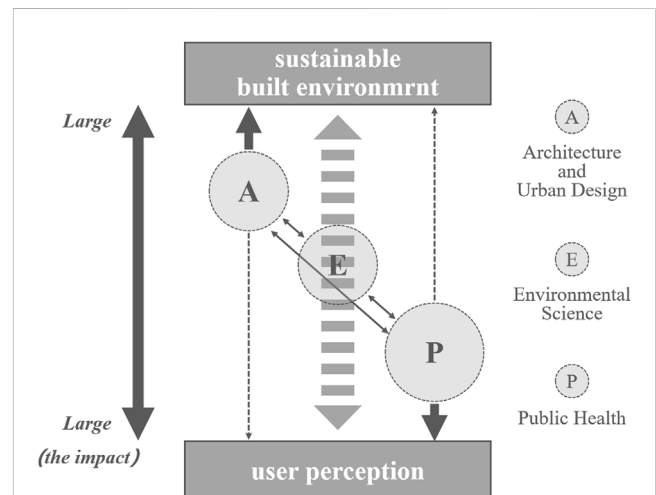 sustainable
built environmrnt
Large
A
E
P
Large
(the impact)
user perception
A
Architecture
and
Urban Design
E
Environmental
Science
P
Public Health